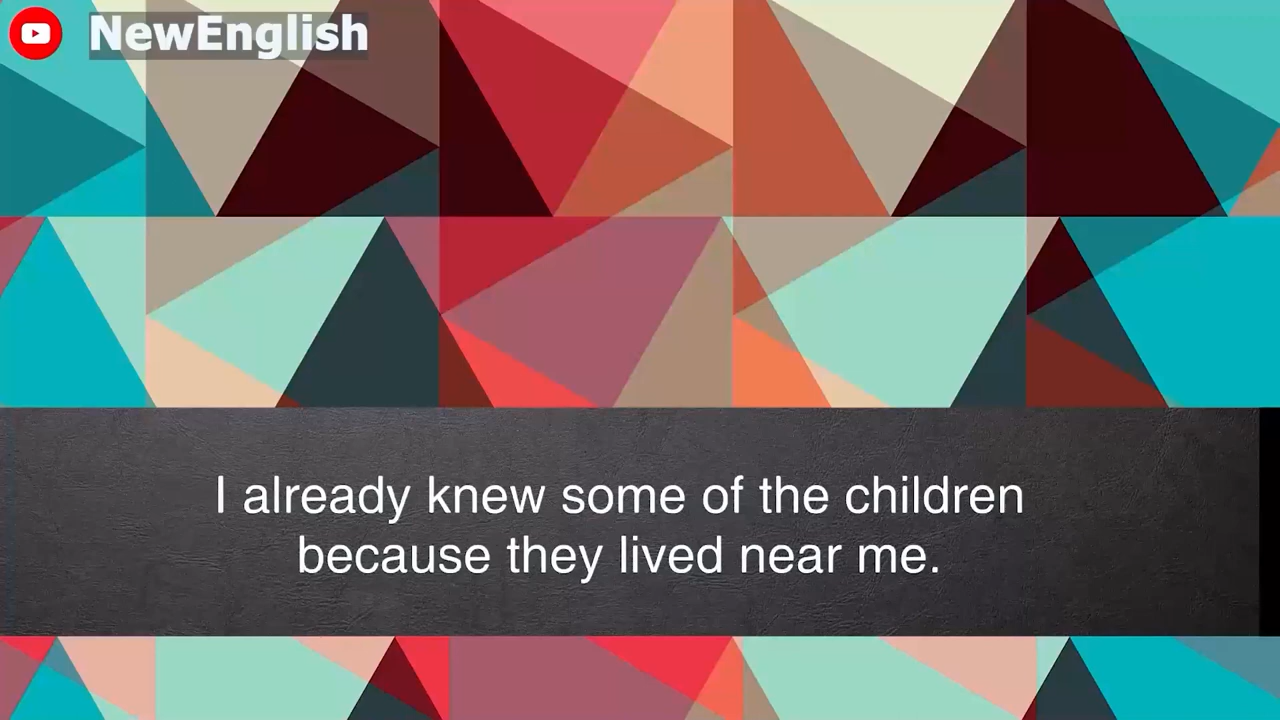 NewEnglish
I already knew some of the children
because they lived near me.